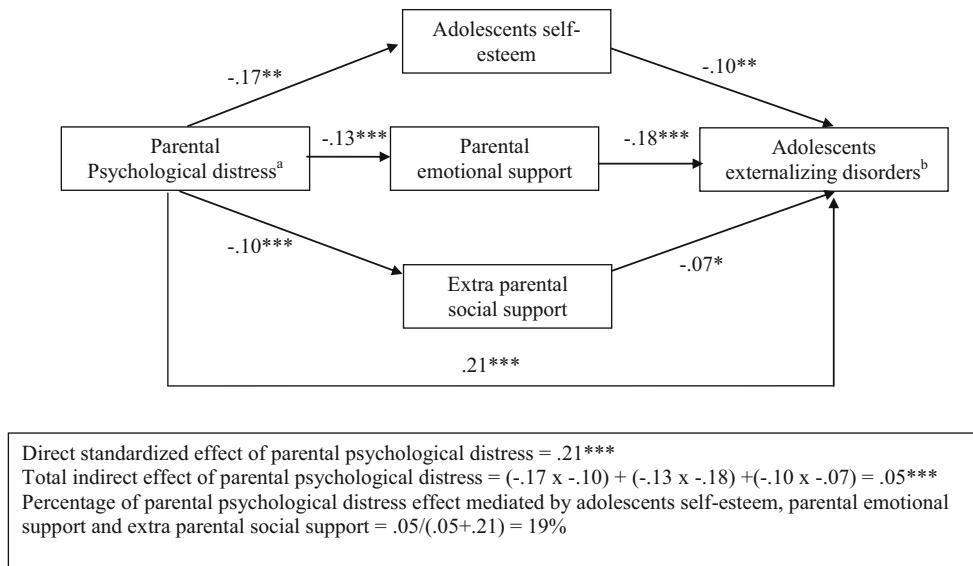 Adolescents self-
esteem
-.17**
-.10**
Parental
Psychological distressᵃ
-.13***
Parental
emotional support
-.18***
Adolescents
externalizing disordersᵇ
-.10***
-.07*
Extra parental
social support
.21***
Direct standardized effect of parental psychological distress = .21***
Total indirect effect of parental psychological distress = (-.17 x -.10) + (-.13 x -.18) +(-.10 x -.07) = .05***
Percentage of parental psychological distress effect mediated by adolescents self-esteem, parental emotional
support and extra parental social support = .05/(.05+.21) = 19%